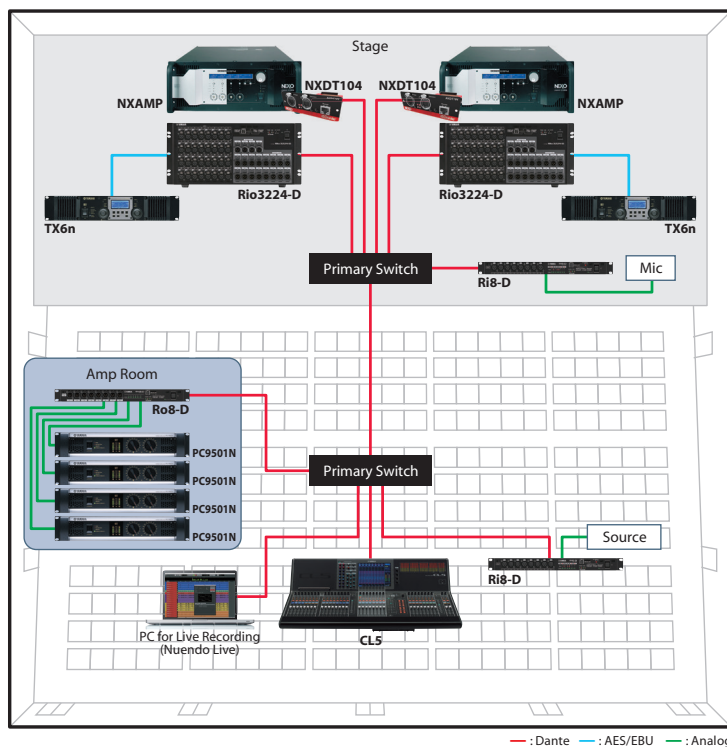 Stage
NXDT104
NXDT104
NXAMP
NXAMP
Rio3224-D
Rio3224-D
TX6n
TX6n
Primary Switch
Mic
Ri8-D
Amp Room
Ro8-D
PC9501N
PC9501N
PC9501N
PC9501N
Primary Switch
Source
Ri8-D
PC for Live Recording
(Nuendo Live)
CL5
: Dante : AES/EBU : Analog